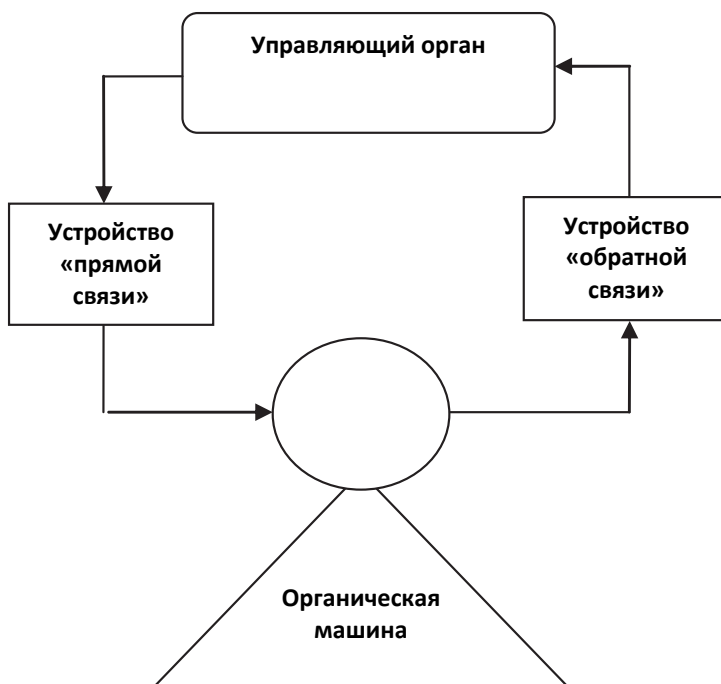 Управляющий орган
Устройство
«прямой
связи»
Устройство
«обратной
связи»
Органическая
машина